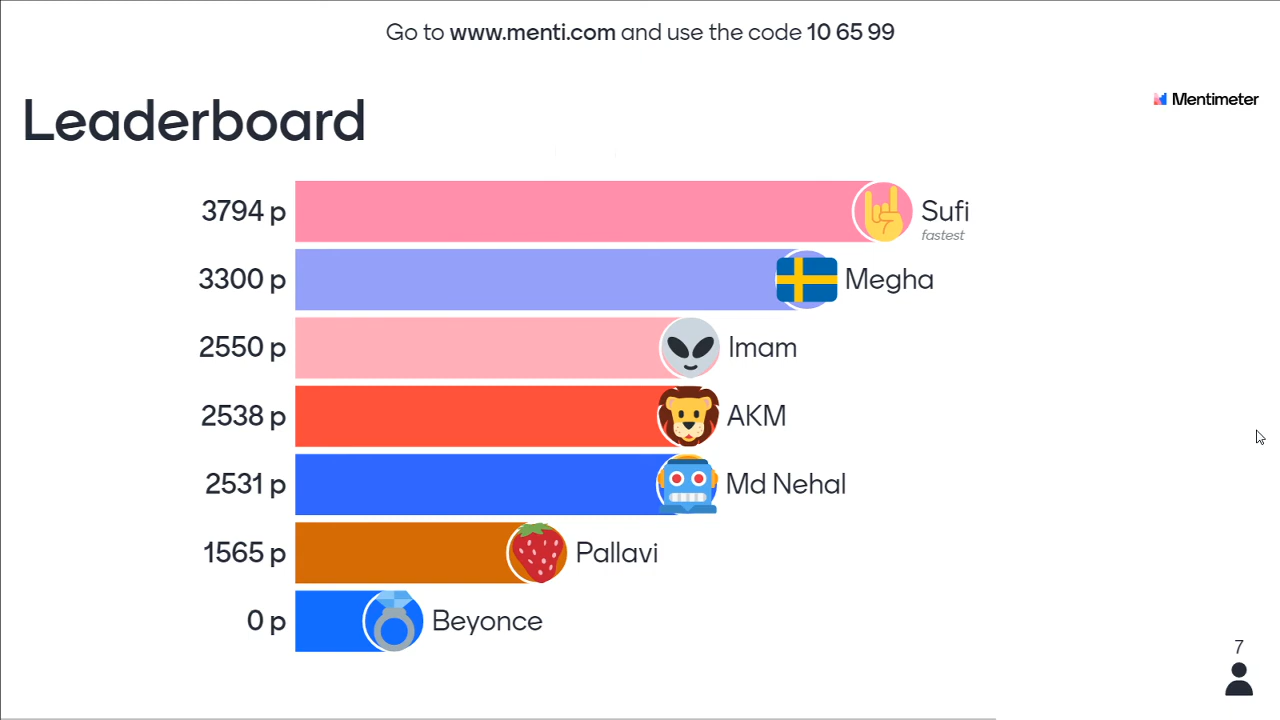 Go to www.menti.com and use the code 10 65 99
Leaderboard
Mentimeter
3794 p Sufi
fastest
3300 p Megha
2550 p Imam
2538 p AKM
2531 p Md Nehal
1565 p Pallavi
0 p Beyonce
7